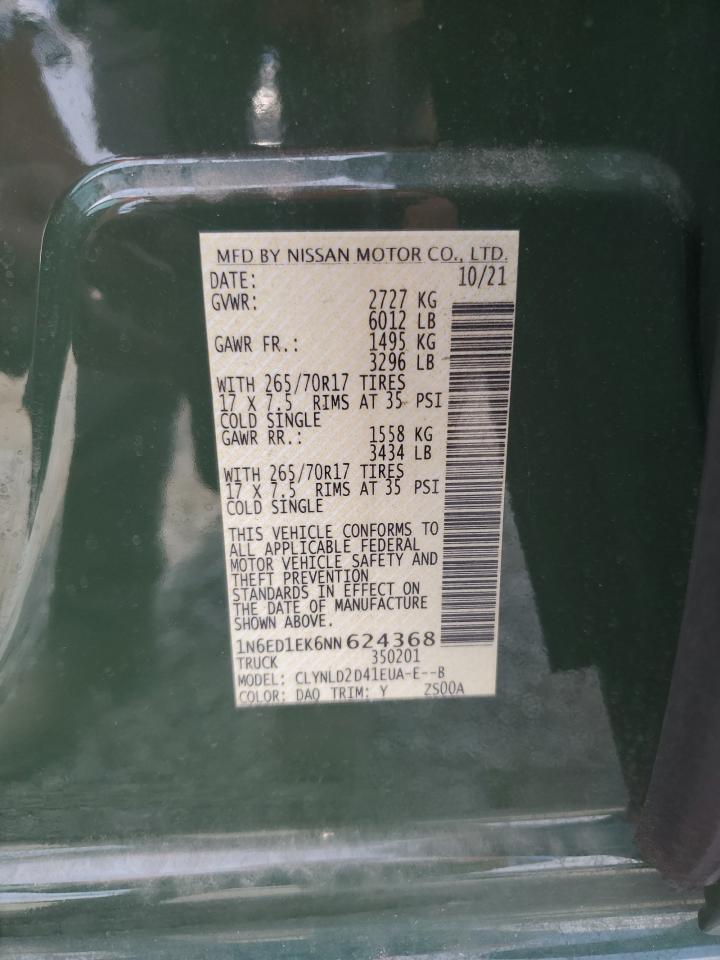 MFD BY NISSAN MOTOR CO., LTD.
DATE: 10/21
GVWR: 2727 KG
6012 LB
GAWR FR.: 1495 KG
3296 LB
WITH 265/70R17 TIRES
17 X 7.5 RIMS AT 35 PSI
COLD SINGLE
GAWR RR.: 1558 KG
3434 LB
WITH 265/70R17 TIRES
17 X 7.5 RIMS AT 35 PSI
COLD SINGLE
THIS VEHICLE CONFORMS TO
ALL APPLICABLE FEDERAL
MOTOR VEHICLE SAFETY AND
THEFT PREVENTION
STANDARDS IN EFFECT ON
THE DATE OF MANUFACTURE
SHOWN ABOVE.
1N6ED1EK6NN624368
TRUCK 350201
MODEL: CLYNLD2D41EUA-E--B
COLOR: DAQ TRIM: Y ZS00A